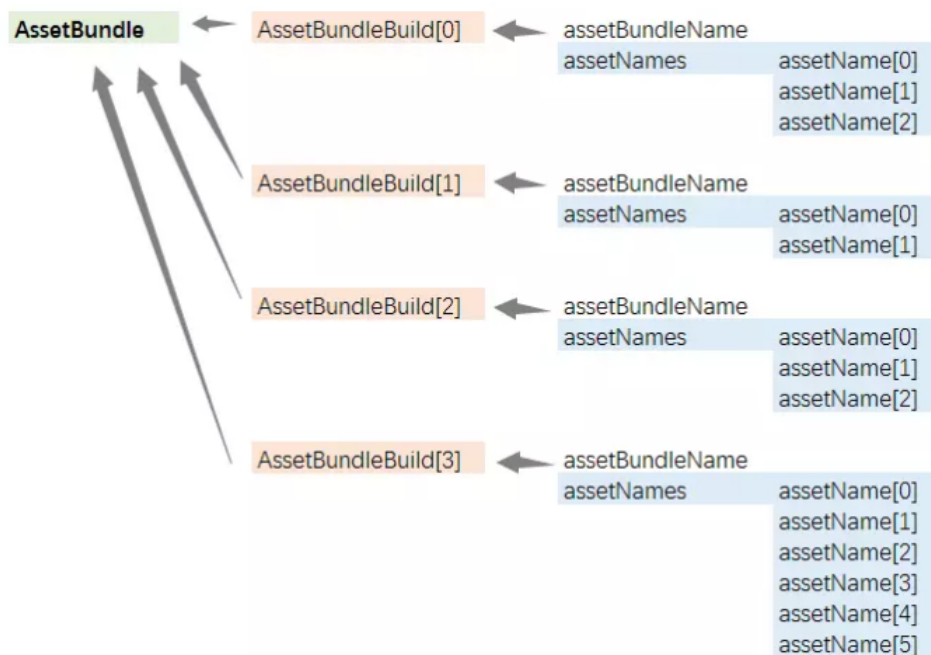 AssetBundle AssetBundleBuild[0] assetBundleName
assetNames assetName[0]
assetName[1]
assetName[2]
AssetBundleBuild[1] assetBundleName
assetNames assetName[0]
assetName[1]
AssetBundleBuild[2] assetBundleName
assetNames assetName[0]
assetName[1]
assetName[2]
AssetBundleBuild[3] assetBundleName
assetNames assetName[0]
assetName[1]
assetName[2]
assetName[3]
assetName[4]
assetName[5]